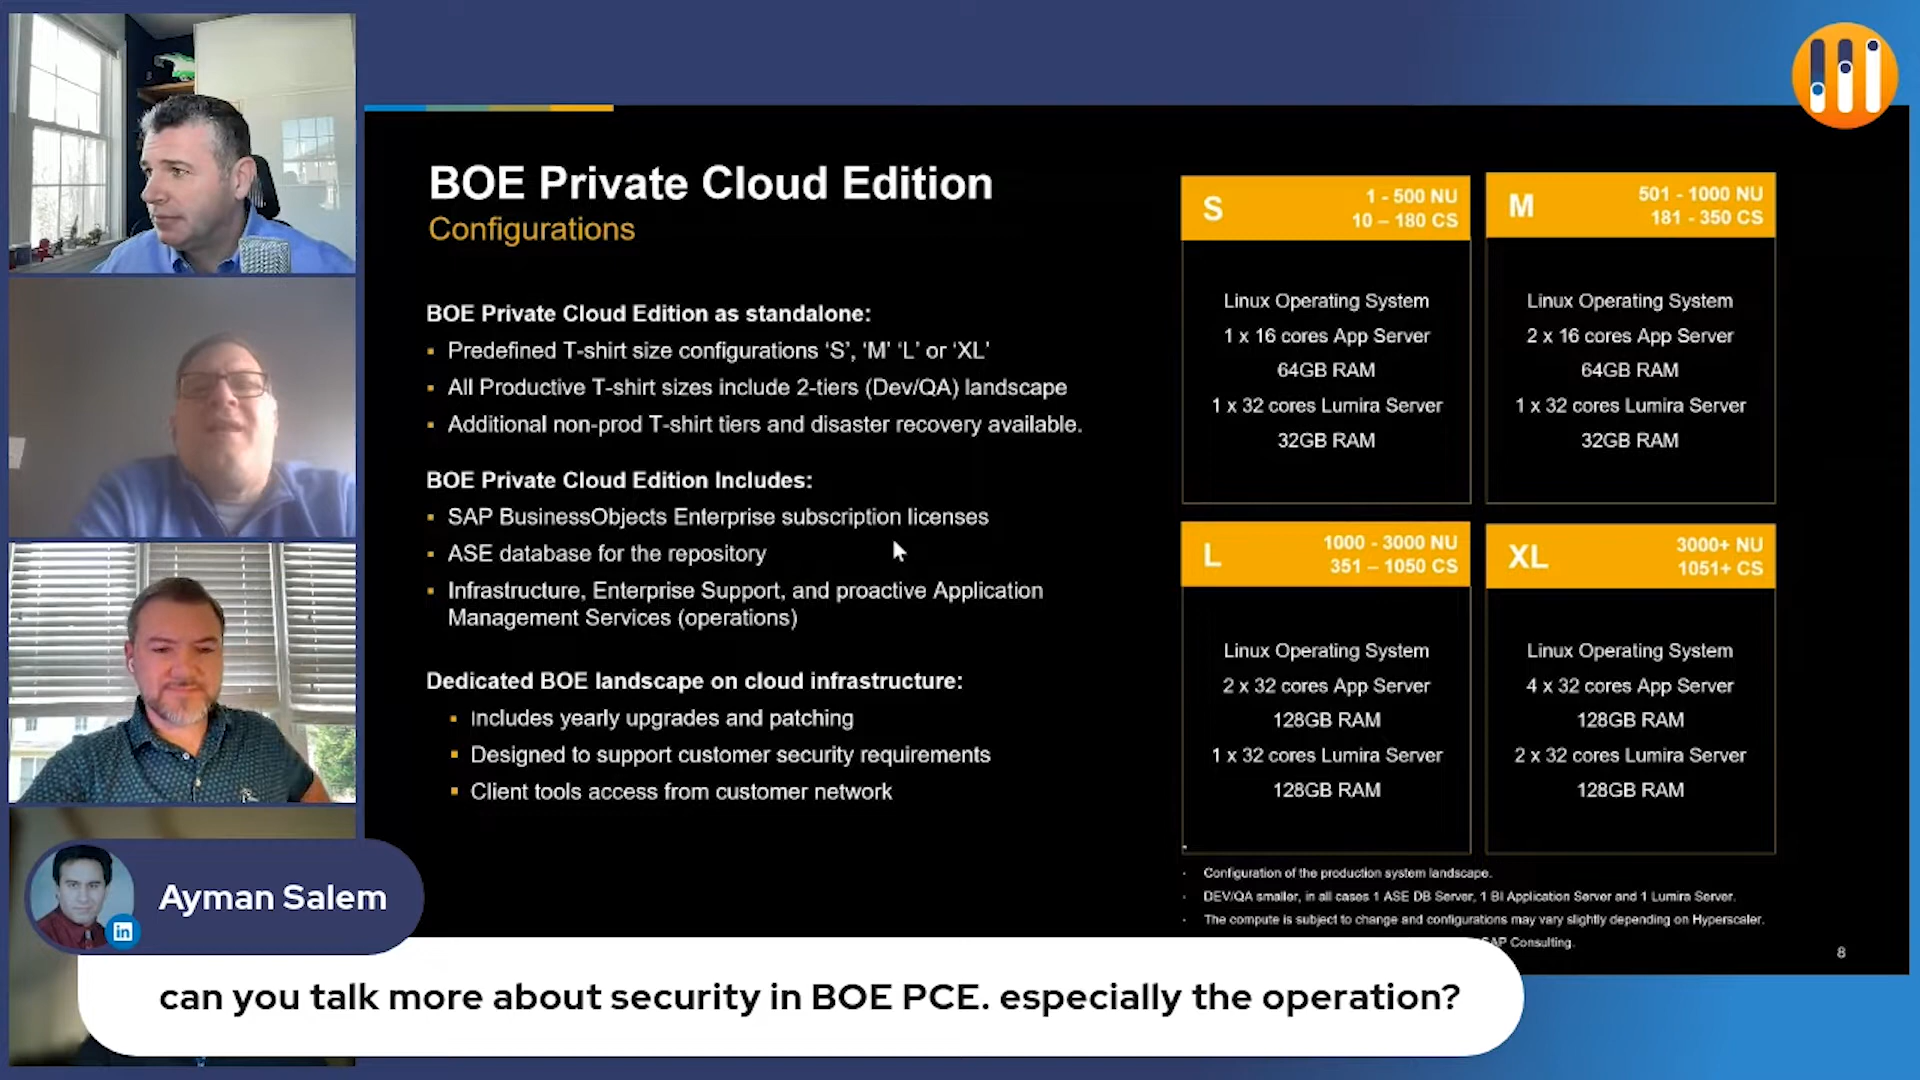 BOE Private Cloud Edition
Configurations
BOE Private Cloud Edition as standalone:
▪ Predefined T-shirt size configurations ‘S’, ‘M’ ‘L’ or ‘XL’
▪ All Productive T-shirt sizes include 2-tiers (Dev/QA) landscape
▪ Additional non-prod T-shirt tiers and disaster recovery available.
BOE Private Cloud Edition Includes:
▪ SAP BusinessObjects Enterprise subscription licenses
▪ ASE database for the repository
▪ Infrastructure, Enterprise Support, and proactive Application
Management Services (operations)
Dedicated BOE landscape on cloud infrastructure:
▪ Includes yearly upgrades and patching
▪ Designed to support customer security requirements
▪ Client tools access from customer network
S
1 - 500 NU
10 – 180 CS
Linux Operating System
1 x 16 cores App Server
64GB RAM
1 x 32 cores Lumira Server
32GB RAM
M
501 - 1000 NU
181 - 350 CS
Linux Operating System
2 x 16 cores App Server
64GB RAM
1 x 32 cores Lumira Server
32GB RAM
L
1000 - 3000 NU
351 – 1050 CS
Linux Operating System
2 x 32 cores App Server
128GB RAM
1 x 32 cores Lumira Server
128GB RAM
XL
3000+ NU
1051+ CS
Linux Operating System
4 x 32 cores App Server
128GB RAM
2 x 32 cores Lumira Server
128GB RAM
· Configuration of the production system landscape.
· DEV/QA smaller, in all cases 1 ASE DB Server, 1 BI Application Server and 1 Lumira Server.
· The compute is subject to change and configurations may vary slightly depending on Hyperscaler.
SAP Consulting.
8
Ayman Salem
in
can you talk more about security in BOE PCE. especially the operation?